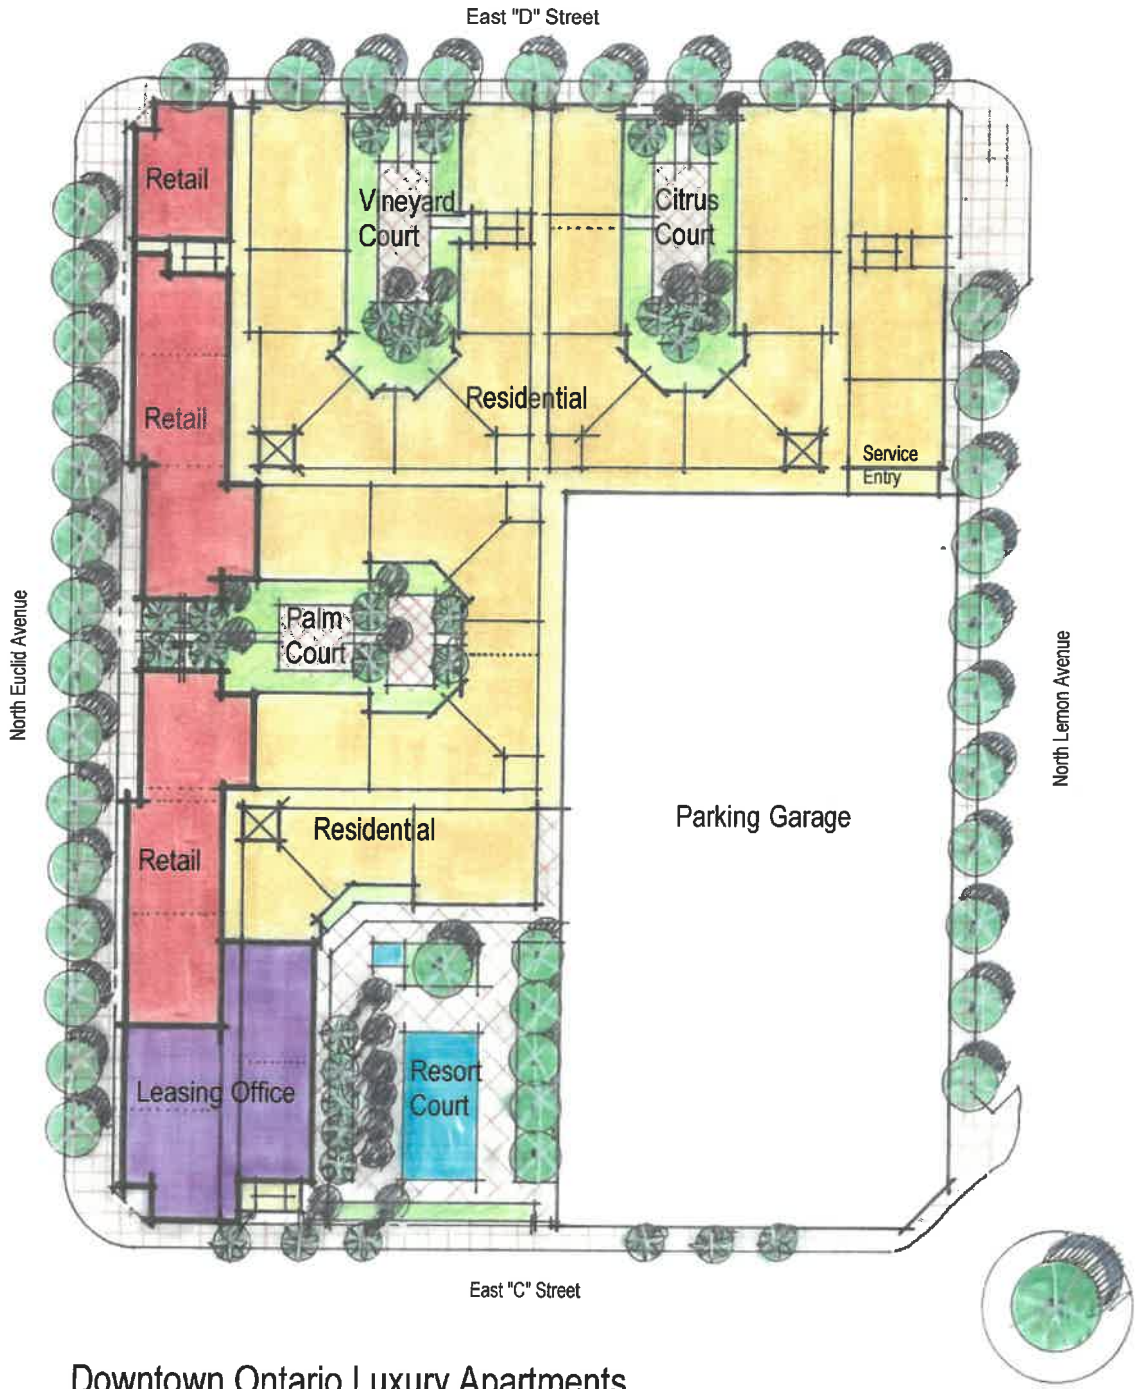 East "D" Street
Retail
Vineyard
Court
Citrus
Court
Retail
Residential
Service
Entry
North Euclid Avenue
Palm
Court
North Lemon Avenue
Parking Garage
Residential
Retail
Leasing Office
Resort
Court
East "C" Street
Downtown Ontario Luxury Apartments